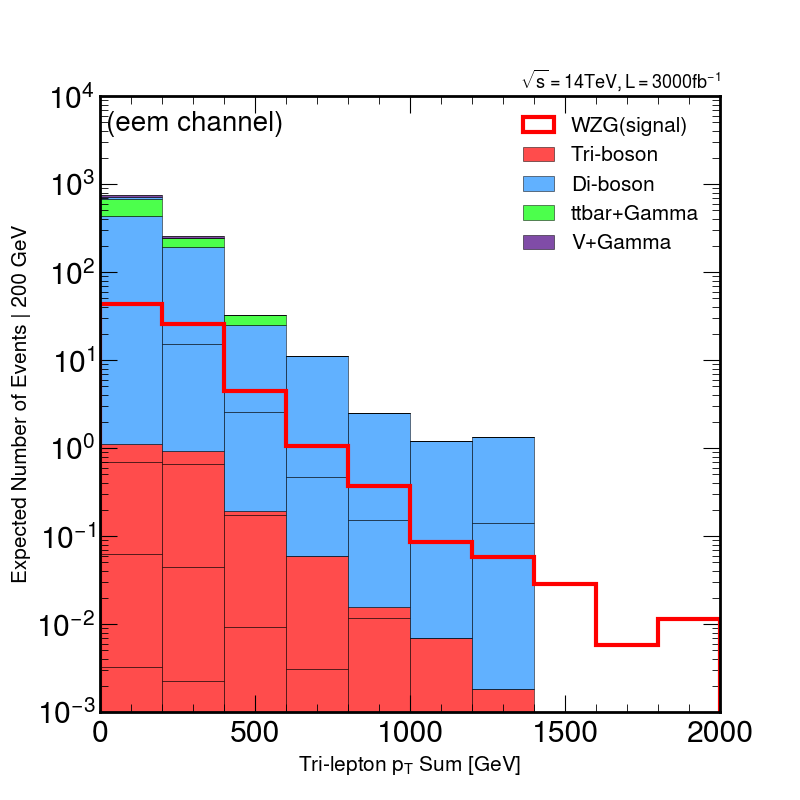 √s = 14TeV, L = 3000fb⁻¹
(eem channel)
WZG(signal)
Tri-boson
Di-boson
ttbar+Gamma
V+Gamma
Expected Number of Events | 200 GeV
10⁴
10³
10²
10¹
10⁰
10⁻¹
10⁻²
10⁻³
0 500 1000 1500 2000
Tri-lepton p_T Sum [GeV]